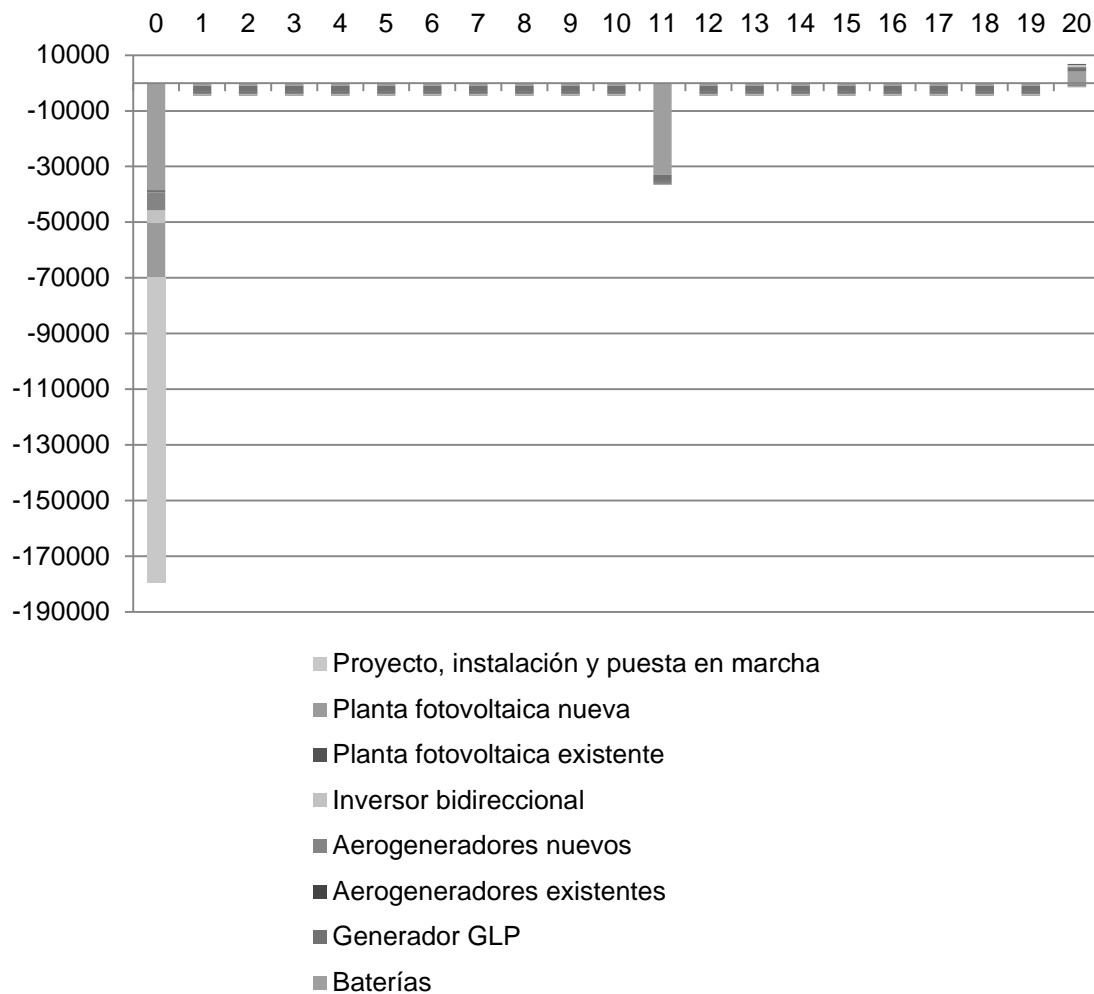 0 1 2 3 4 5 6 7 8 9 10 11 12 13 14 15 16 17 18 19 20
10000
-10000
-30000
-50000
-70000
-90000
-110000
-130000
-150000
-170000
-190000
Proyecto, instalación y puesta en marcha
Planta fotovoltaica nueva
Planta fotovoltaica existente
Inversor bidireccional
Aerogeneradores nuevos
Aerogeneradores existentes
Generador GLP
Baterías